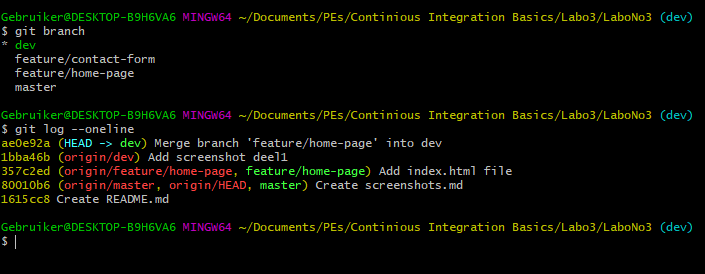 Gebruiker@DESKTOP-B9H6VA6 MINGW64 ~/Documents/PEs/Continious Integration Basics/Labo3/LaboNo3 (dev)
$ git branch
* dev
  feature/contact-form
  feature/home-page
  master
Gebruiker@DESKTOP-B9H6VA6 MINGW64 ~/Documents/PEs/Continious Integration Basics/Labo3/LaboNo3 (dev)
$ git log --oneline
ae0e92a (HEAD -> dev) Merge branch 'feature/home-page' into dev
1bba46b (origin/dev) Add screenshot deel1
357c2ed (origin/feature/home-page, feature/home-page) Add index.html file
80010b6 (origin/master, origin/HEAD, master) Create screenshots.md
1615cc8 Create README.md
Gebruiker@DESKTOP-B9H6VA6 MINGW64 ~/Documents/PEs/Continious Integration Basics/Labo3/LaboNo3 (dev)
$